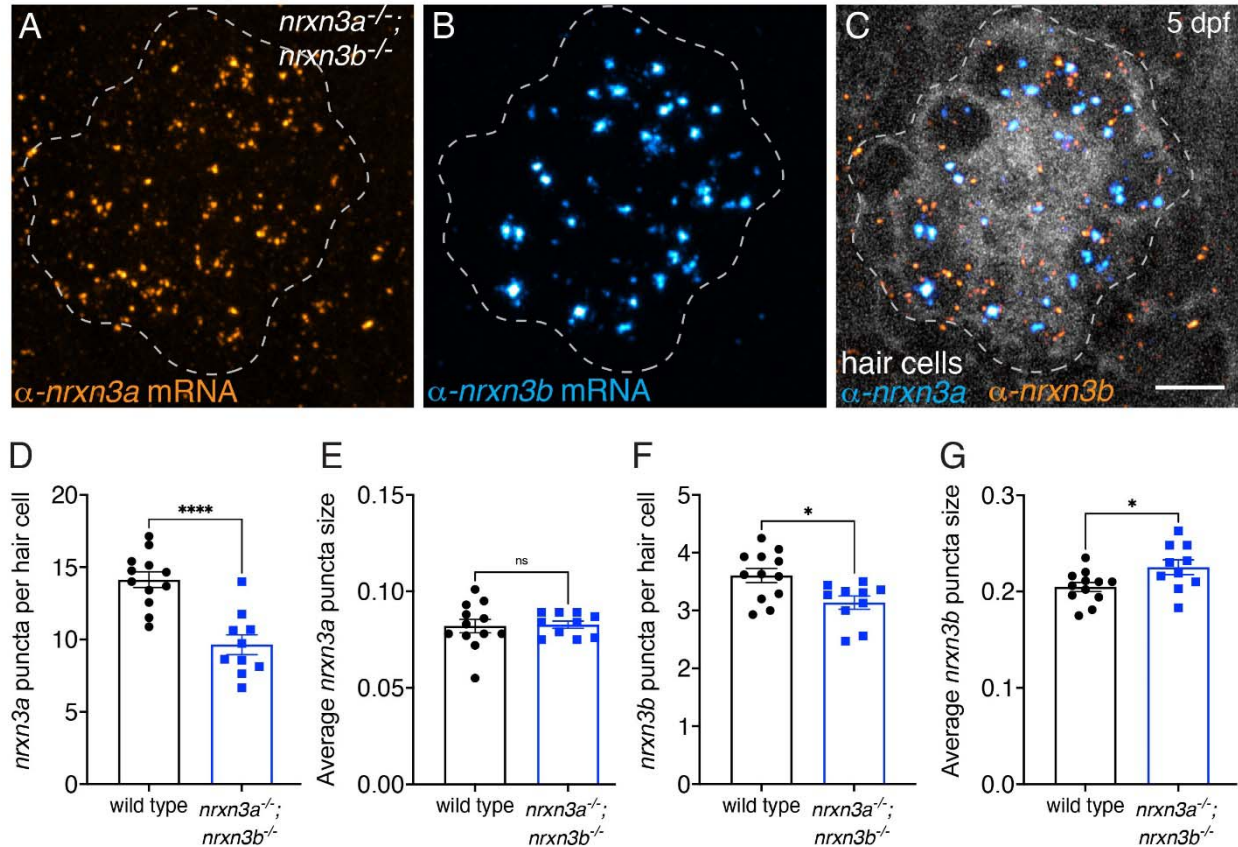 A
nrxn3a-/-;
nrxn3b-/-
α-nrxn3a mRNA
B
α-nrxn3b mRNA
C
5 dpf
hair cells
α-nrxn3a α-nrxn3b
D
nrxn3a puncta per hair cell
20
15
10
5
0
****
wild type
nrxn3a-/-;
nrxn3b-/-
E
Average nrxn3a puncta size
0.15
0.10
0.05
0.00
ns
wild type
nrxn3a-/-;
nrxn3b-/-
F
nrxn3b puncta per hair cell
5
4
3
2
1
0
*
wild type
nrxn3a-/-;
nrxn3b-/-
G
Average nrxn3b puncta size
0.3
0.2
0.1
0.0
*
wild type
nrxn3a-/-;
nrxn3b-/-